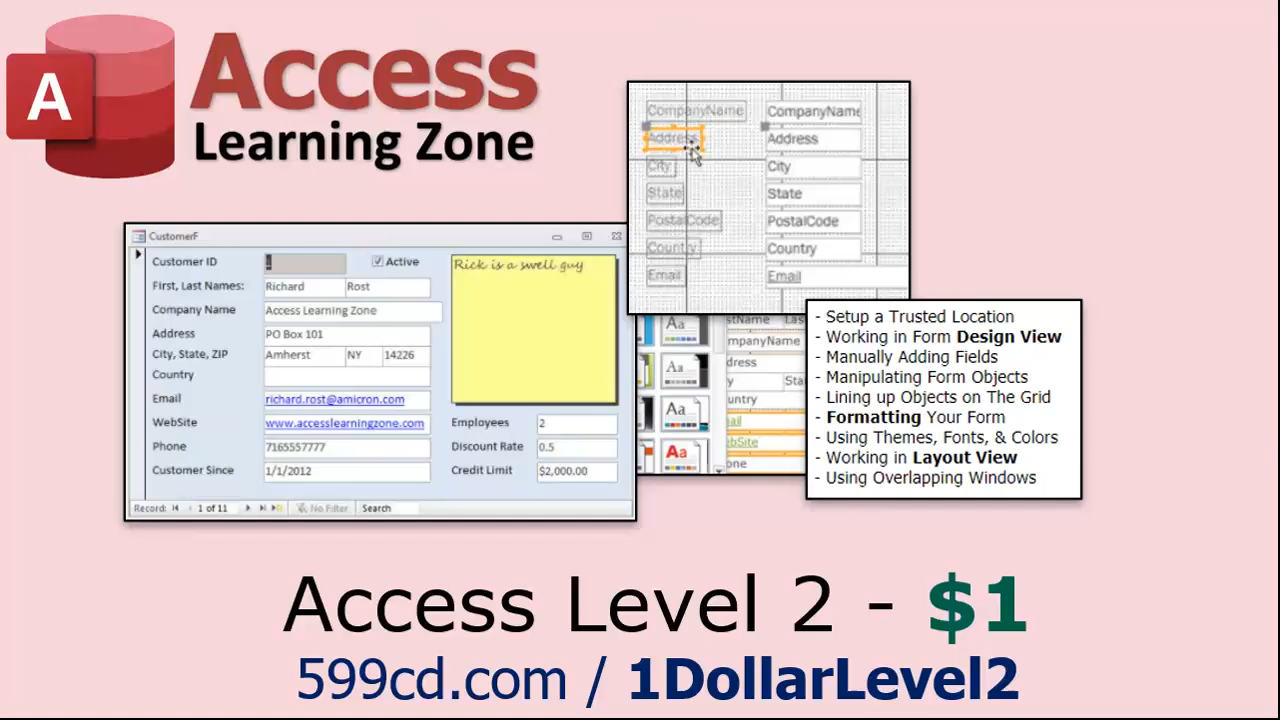 A
Access
Learning Zone
CompanyName CompanyName
Address Address
City City
State State
PostalCode PostalCode
Country Country
Email Email
CustomerF
Customer ID
Active
First, Last Names: Richard Rost
Company Name Access Learning Zone
Address PO Box 101
City, State, ZIP Amherst NY 14226
Country
Email richard.rost@amicron.com
WebSite www.accesslearningzone.com
Phone 7165557777
Customer Since 1/1/2012
Rick is a swell guy
Employees 2
Discount Rate 0.5
Credit Limit $2,000.00
Record: 1 of 11 No Filter Search
Aa
Aa
Aa
Aa
- Setup a Trusted Location
- Working in Form Design View
- Manually Adding Fields
- Manipulating Form Objects
- Lining up Objects on The Grid
- Formatting Your Form
- Using Themes, Fonts, & Colors
- Working in Layout View
- Using Overlapping Windows
Access Level 2 - $1
599cd.com / 1DollarLevel2